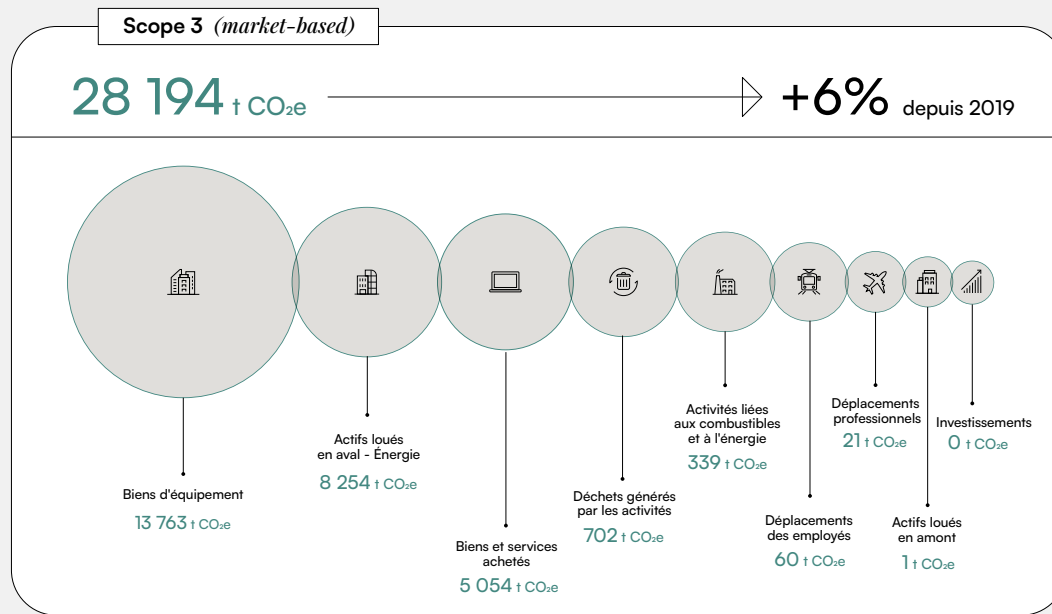 Scope 3 (market-based)
28 194 t CO₂e
+6% depuis 2019
Biens d'équipement
13 763 t CO₂e
Actifs loués
en aval - Énergie
8 254 t CO₂e
Biens et services
achetés
5 054 t CO₂e
Déchets générés
par les activités
702 t CO₂e
Activités liées
aux combustibles
et à l'énergie
339 t CO₂e
Déplacements
des employés
60 t CO₂e
Déplacements
professionnels
21 t CO₂e
Actifs loués
en amont
1 t CO₂e
Investissements
0 t CO₂e